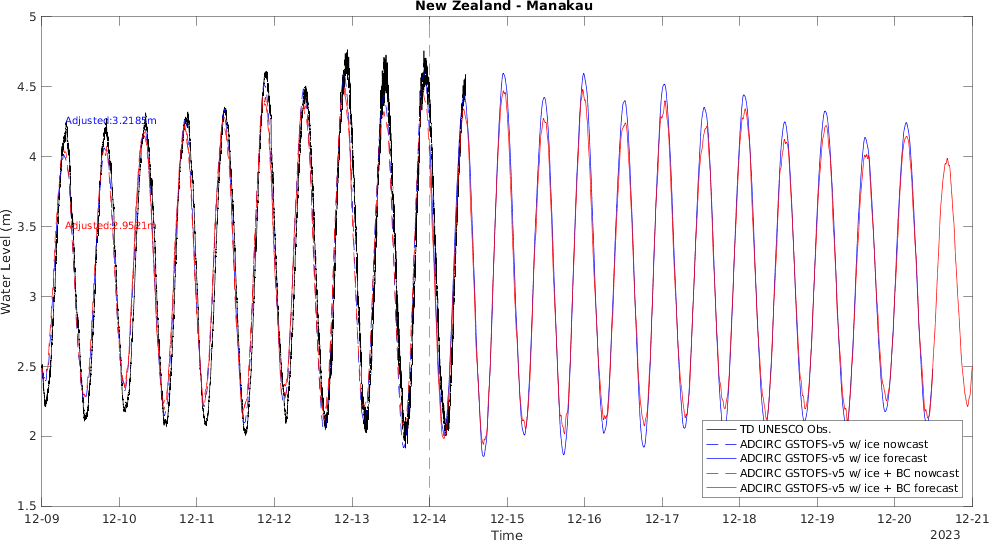 New Zealand - Manakau
5
4.5
4
3.5
3
2.5
2
1.5
Water Level (m)
Adjusted:3.2185m
Adjusted:2.9521m
TD UNESCO Obs.
ADCIRC GSTOFS-v5 w/ ice nowcast
ADCIRC GSTOFS-v5 w/ ice forecast
ADCIRC GSTOFS-v5 w/ ice + BC nowcast
ADCIRC GSTOFS-v5 w/ ice + BC forecast
12-09 12-10 12-11 12-12 12-13 12-14 12-15 12-16 12-17 12-18 12-19 12-20 12-21
Time
2023